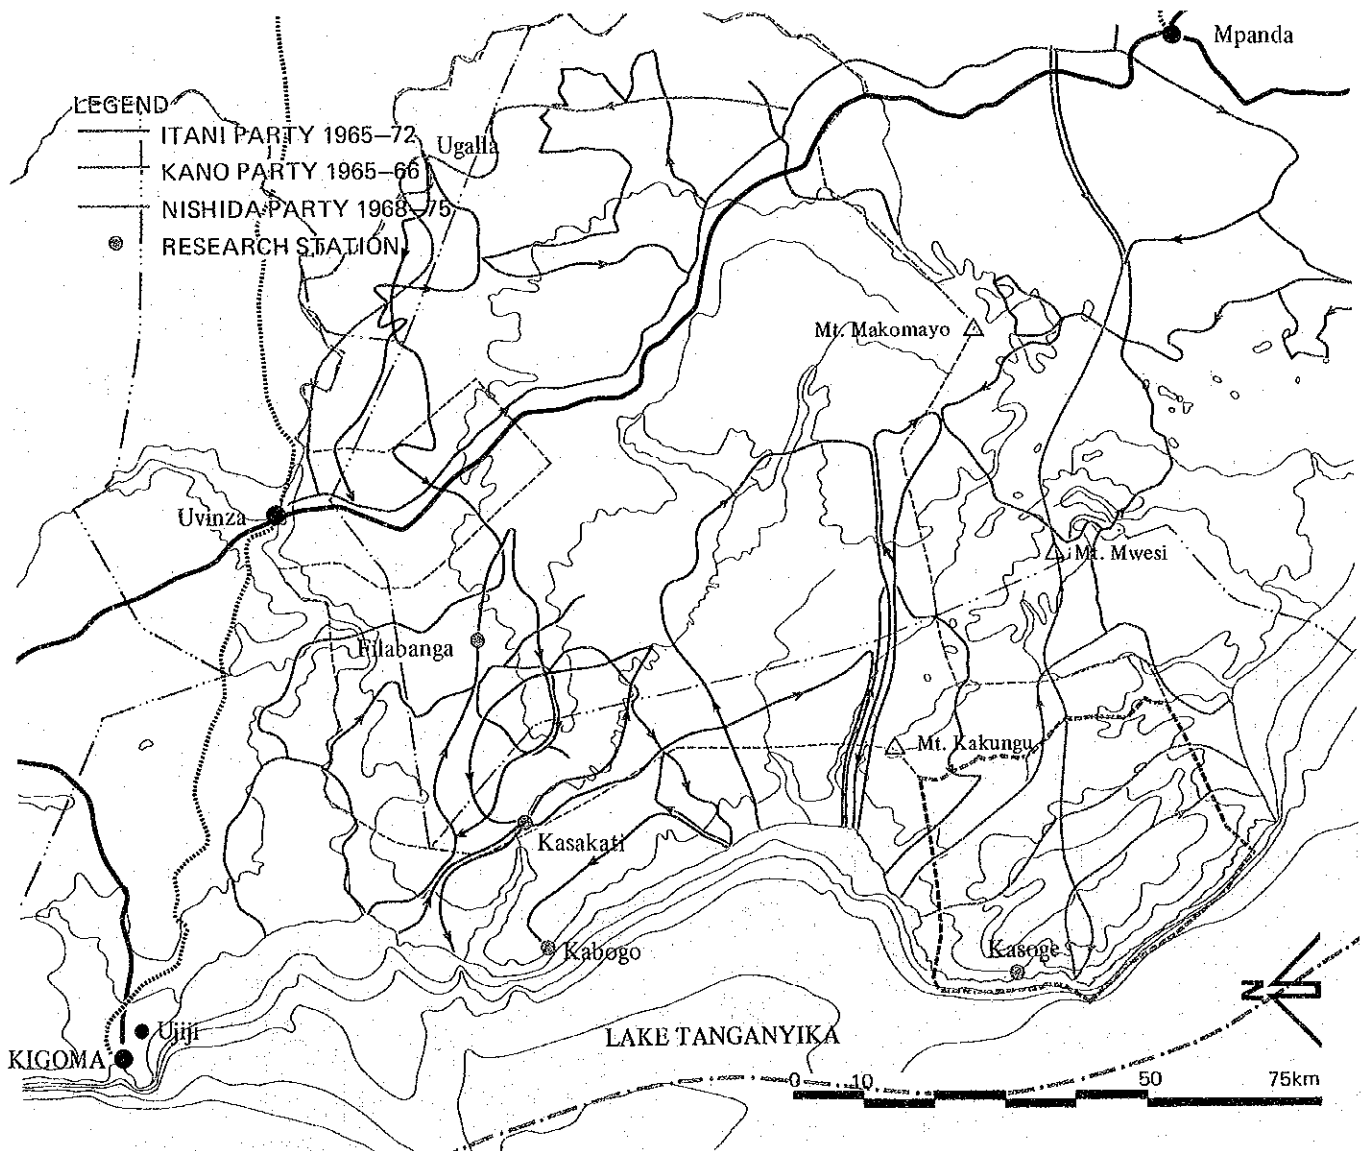 Mpanda
LEGEND
ITANI PARTY 1965–72
KANO PARTY 1965–66
NISHIDA PARTY 1968–75
RESEARCH STATION
Ugalla
Mt. Makomayo
Uvinza
Mt. Mwesi
Filabanga
Mt. Kakungu
Kasakati
Kabogo
Kasoge
N
Ujiji
KIGOMA
LAKE TANGANYIKA
0 10 50 75km